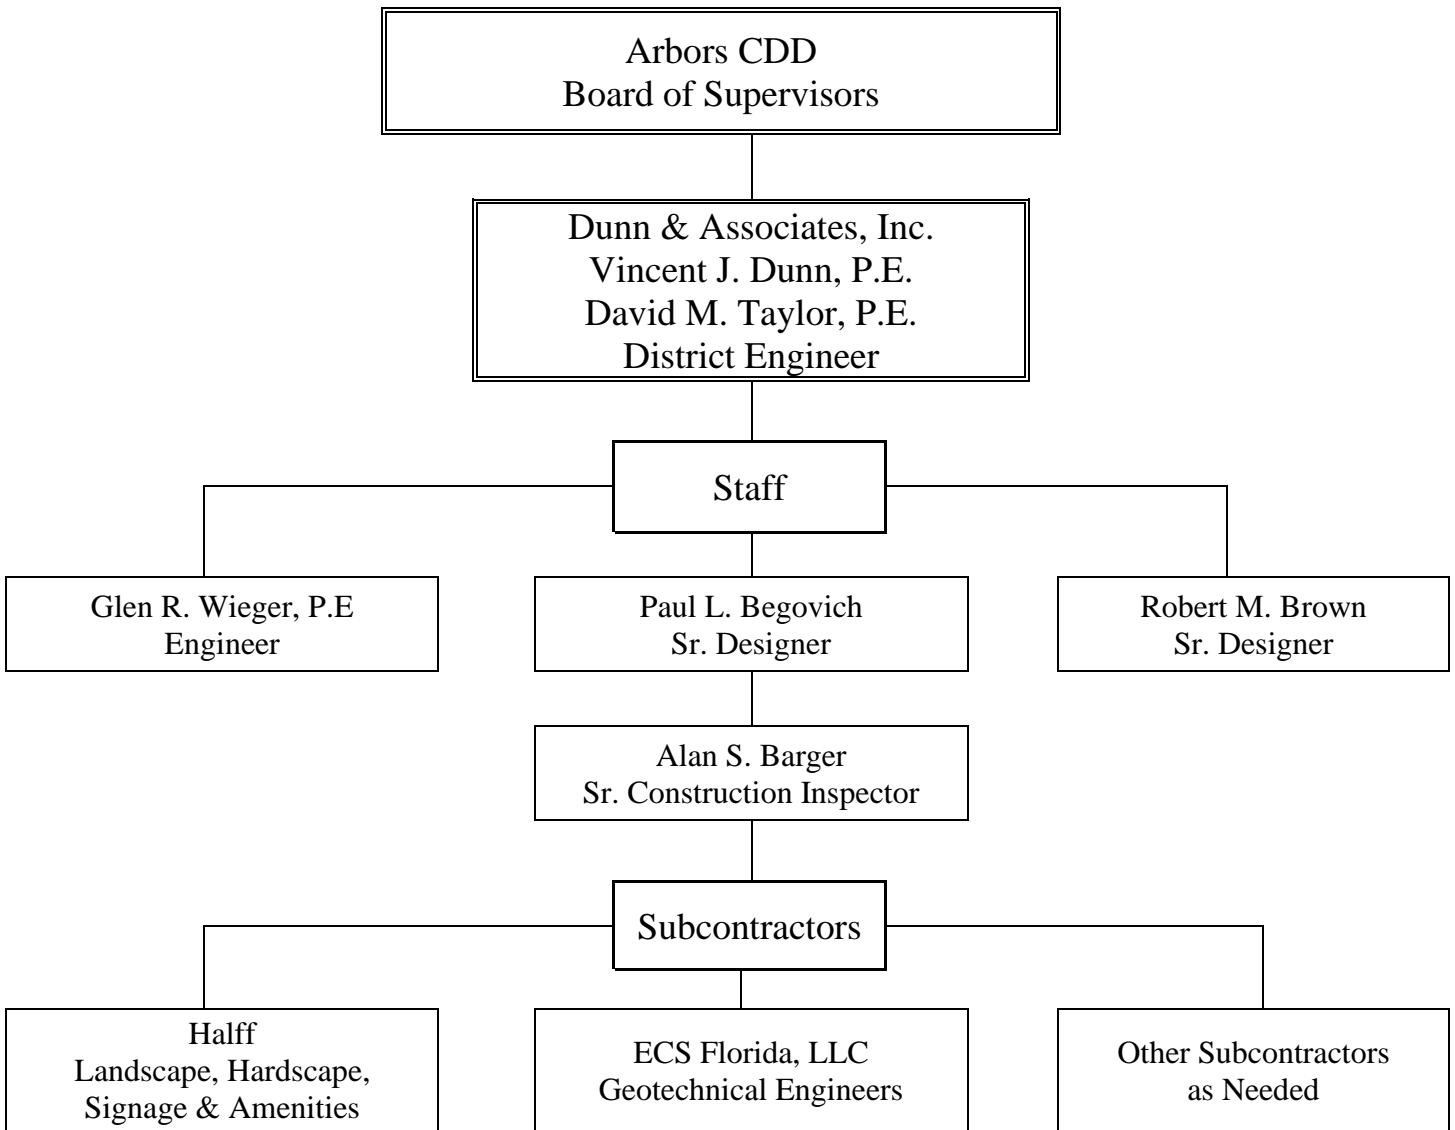 Arbors CDD
Board of Supervisors
Dunn & Associates, Inc.
Vincent J. Dunn, P.E.
David M. Taylor, P.E.
District Engineer
Staff
Glen R. Wieger, P.E
Engineer
Paul L. Begovich
Sr. Designer
Robert M. Brown
Sr. Designer
Alan S. Barger
Sr. Construction Inspector
Subcontractors
Halff
Landscape, Hardscape,
Signage & Amenities
ECS Florida, LLC
Geotechnical Engineers
Other Subcontractors
as Needed